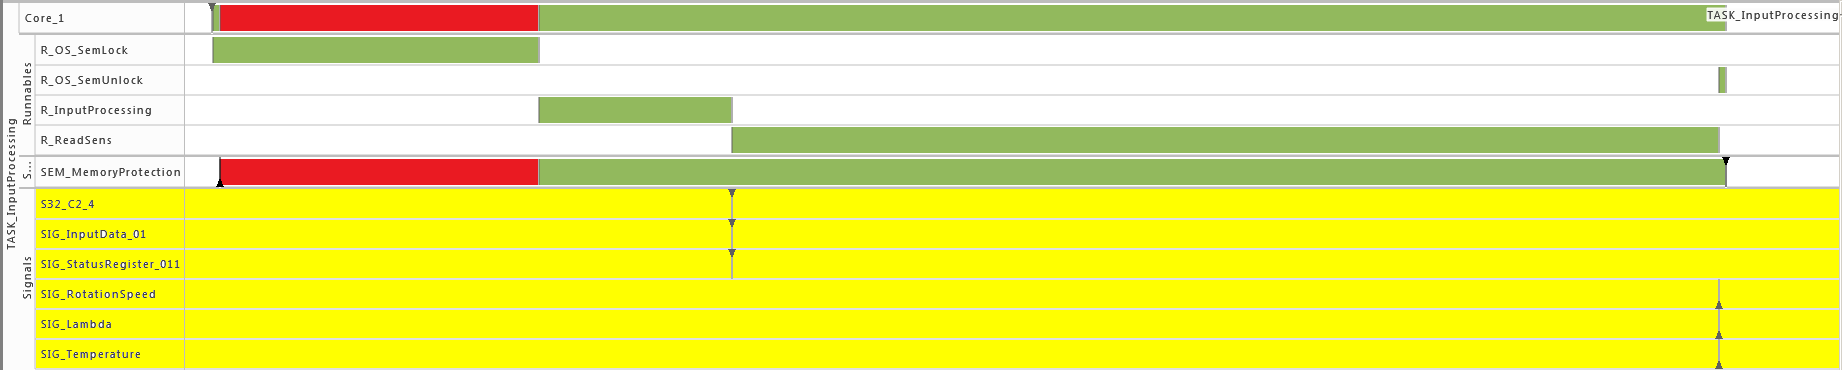 Core_1
TASK_InputProcessing
TASK_InputProcessing
Runnables
R_OS_SemLock
R_OS_SemUnlock
R_InputProcessing
R_ReadSens
S...
SEM_MemoryProtection
Signals
S32_C2_4
SIG_InputData_01
SIG_StatusRegister_011
SIG_RotationSpeed
SIG_Lambda
SIG_Temperature